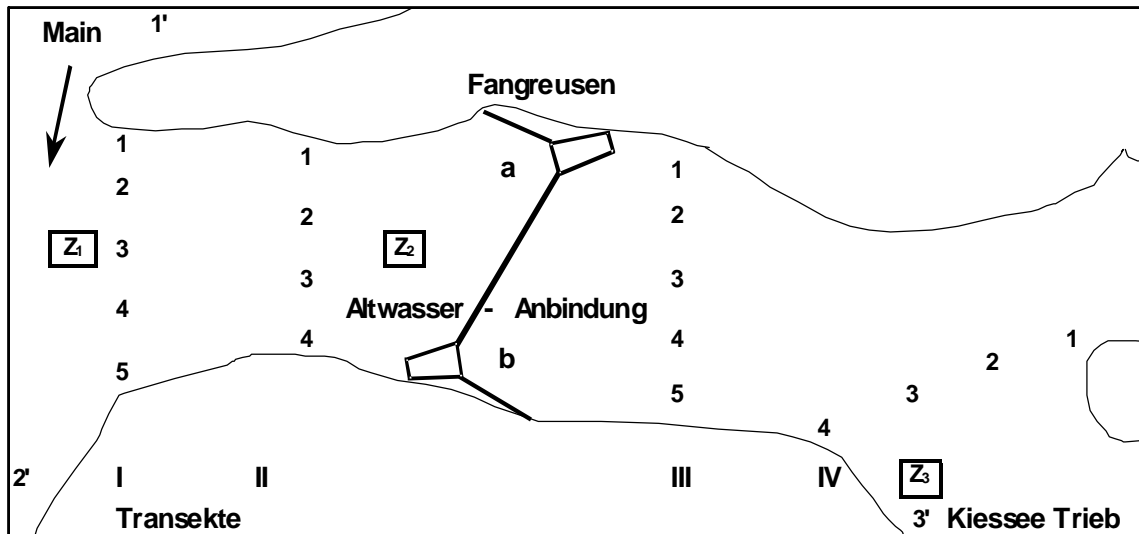 1'
Main
Fangreusen
1 1 a 1
2 2 2
Z₁ 3 Z₂ 3 3
4 Altwasser - Anbindung
4 b 4 1
5 5 3 2
4
2' I II III IV Z₃
Transekte 3' Kiessee Trieb